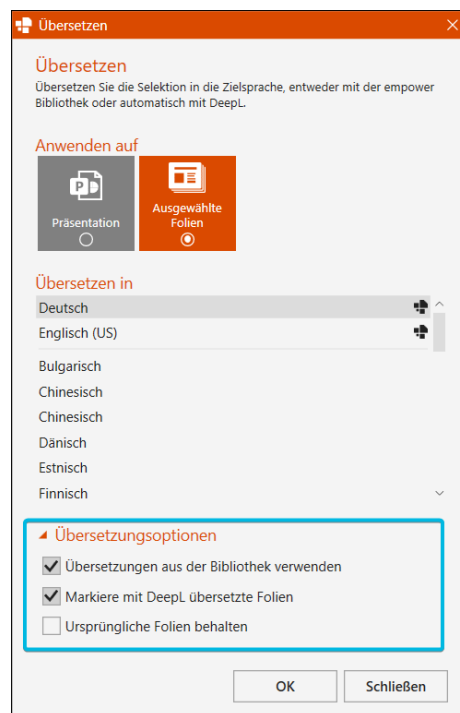 Übersetzen
Übersetzen
Übersetzen Sie die Selektion in die Zielsprache, entweder mit der empower
Bibliothek oder automatisch mit DeepL.
Anwenden auf
Präsentation
Ausgewählte
Folien
Übersetzen in
Deutsch
Englisch (US)
Bulgarisch
Chinesisch
Chinesisch
Dänisch
Estnisch
Finnisch
Übersetzungsoptionen
Übersetzungen aus der Bibliothek verwenden
Markiere mit DeepL übersetzte Folien
Ursprüngliche Folien behalten
OK
Schließen